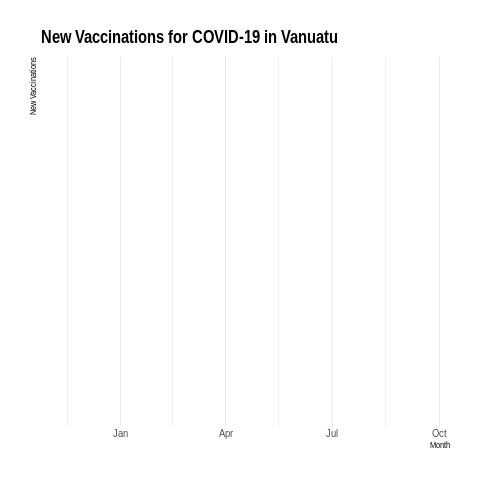 New Vaccinations for COVID-19 in Vanuatu
New Vaccinations
Jan Apr Jul Oct
Month